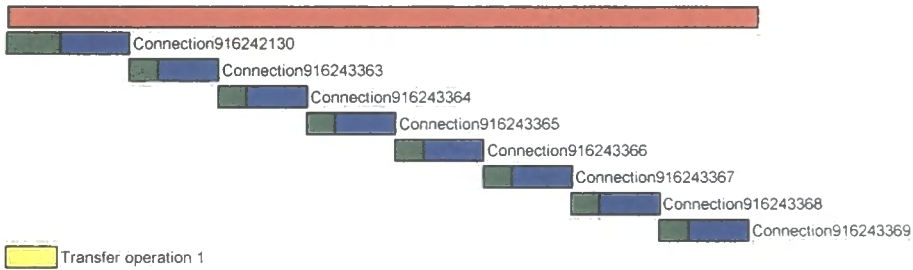 Connection916242130
Connection916243363
Connection916243364
Connection916243365
Connection916243366
Connection916243367
Connection916243368
Connection916243369
Transfer operation 1